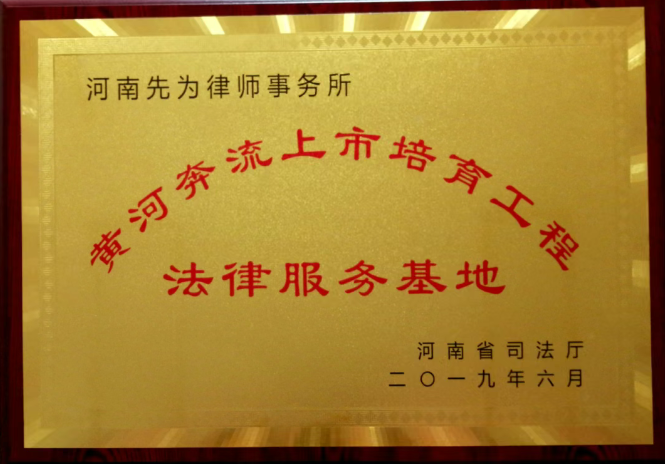 河南先为律师事务所
黄河奔流上市培育工程
法律服务基地
河南省司法厅
二〇一九年六月